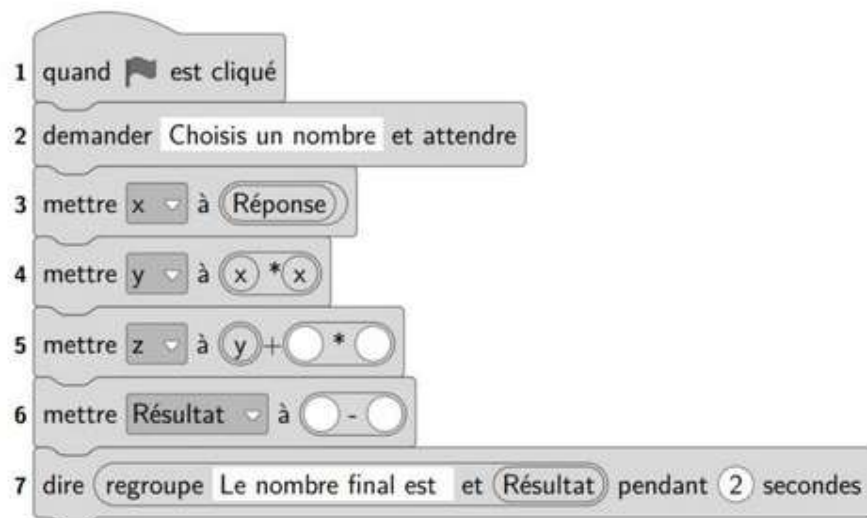 1 quand est cliqué
2 demander Choisis un nombre et attendre
3 mettre x à Réponse
4 mettre y à x * x
5 mettre z à y + *
6 mettre Résultat à -
7 dire regroupe Le nombre final est et Résultat pendant 2 secondes